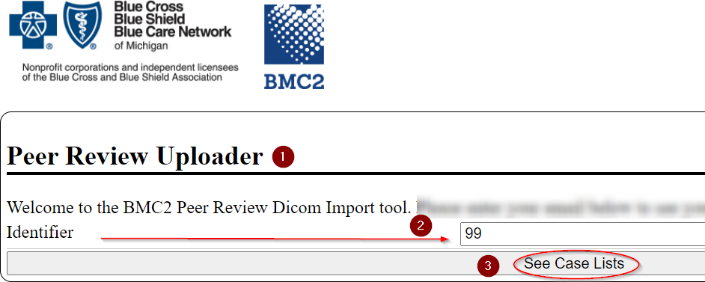 Blue Cross
Blue Shield
Blue Care Network
of Michigan
Nonprofit corporations and independent licensees
of the Blue Cross and Blue Shield Association
BMC2
Peer Review Uploader 1
Welcome to the BMC2 Peer Review Dicom Import tool.
2
Identifier 99
3 See Case Lists